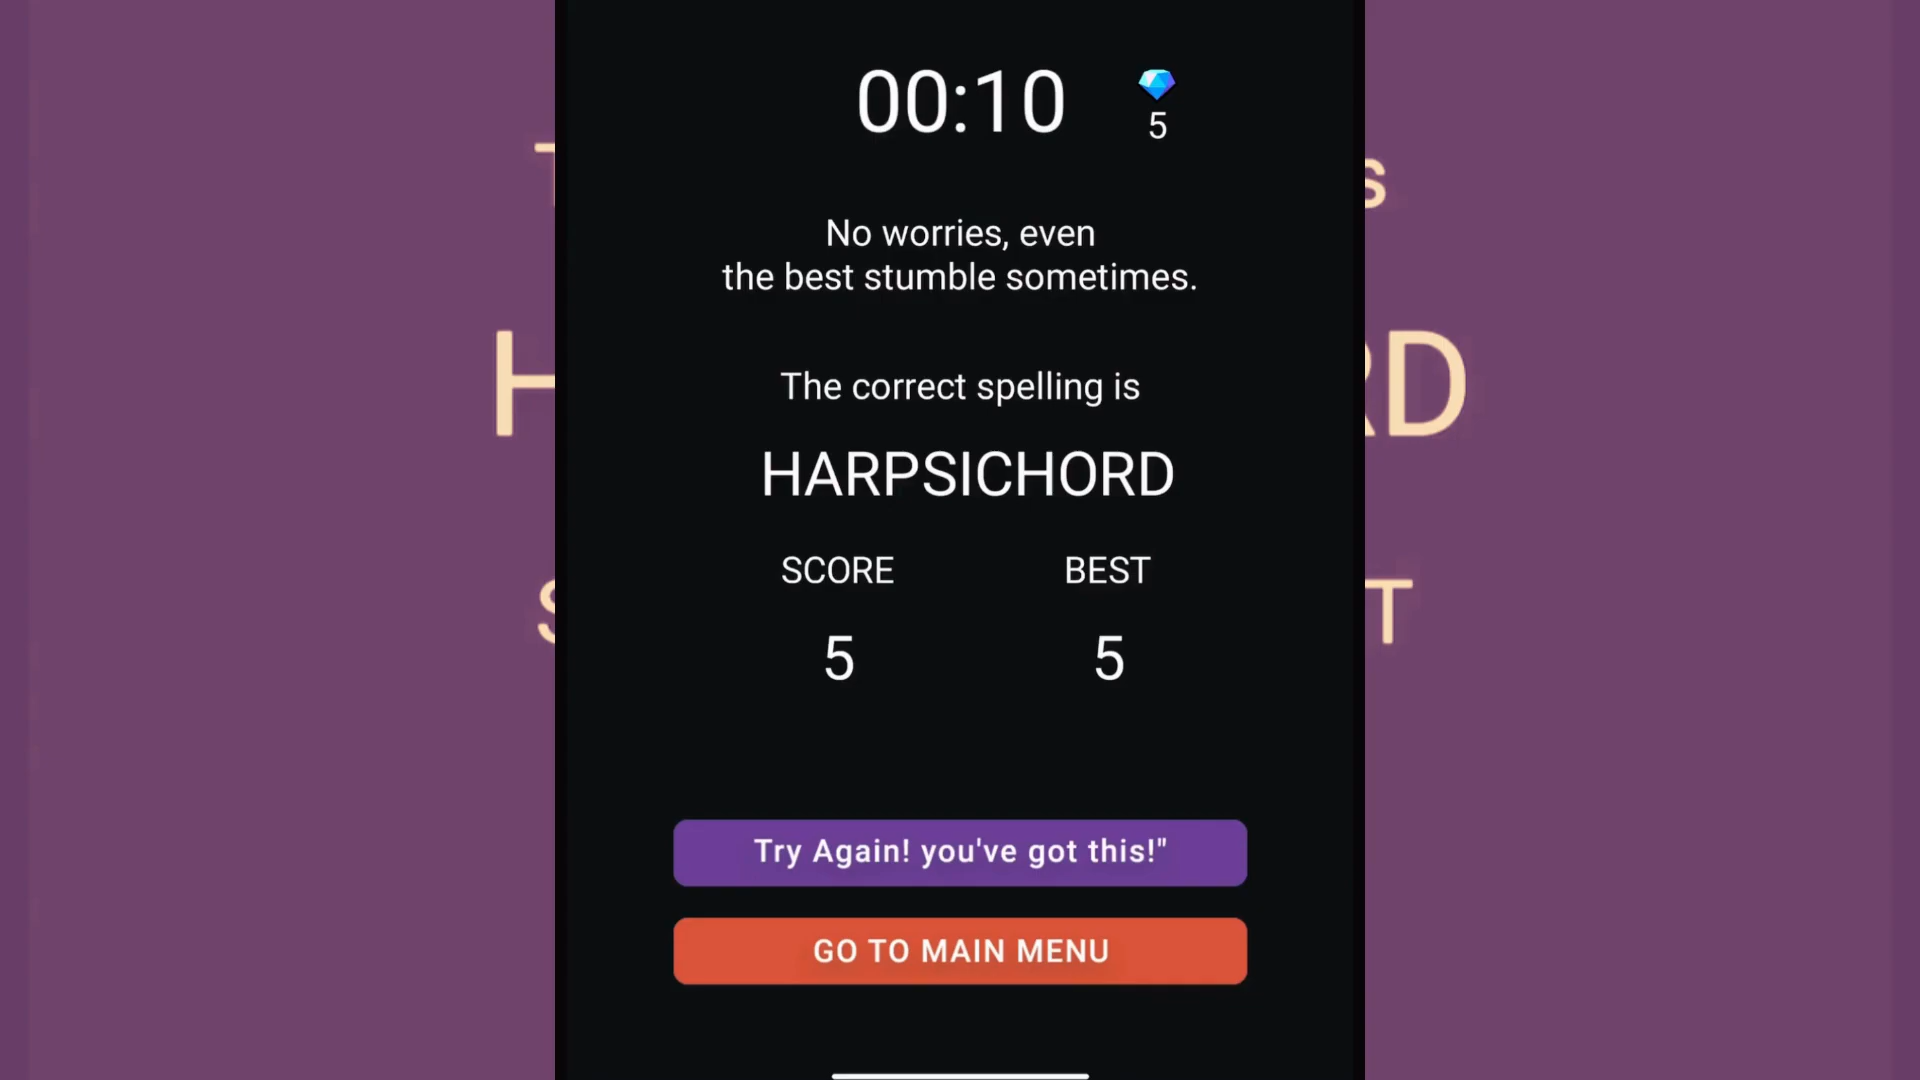 00:10
5
No worries, even
the best stumble sometimes.
The correct spelling is
HARPSICHORD
SCORE BEST
5 5
Try Again! you've got this!"
GO TO MAIN MENU